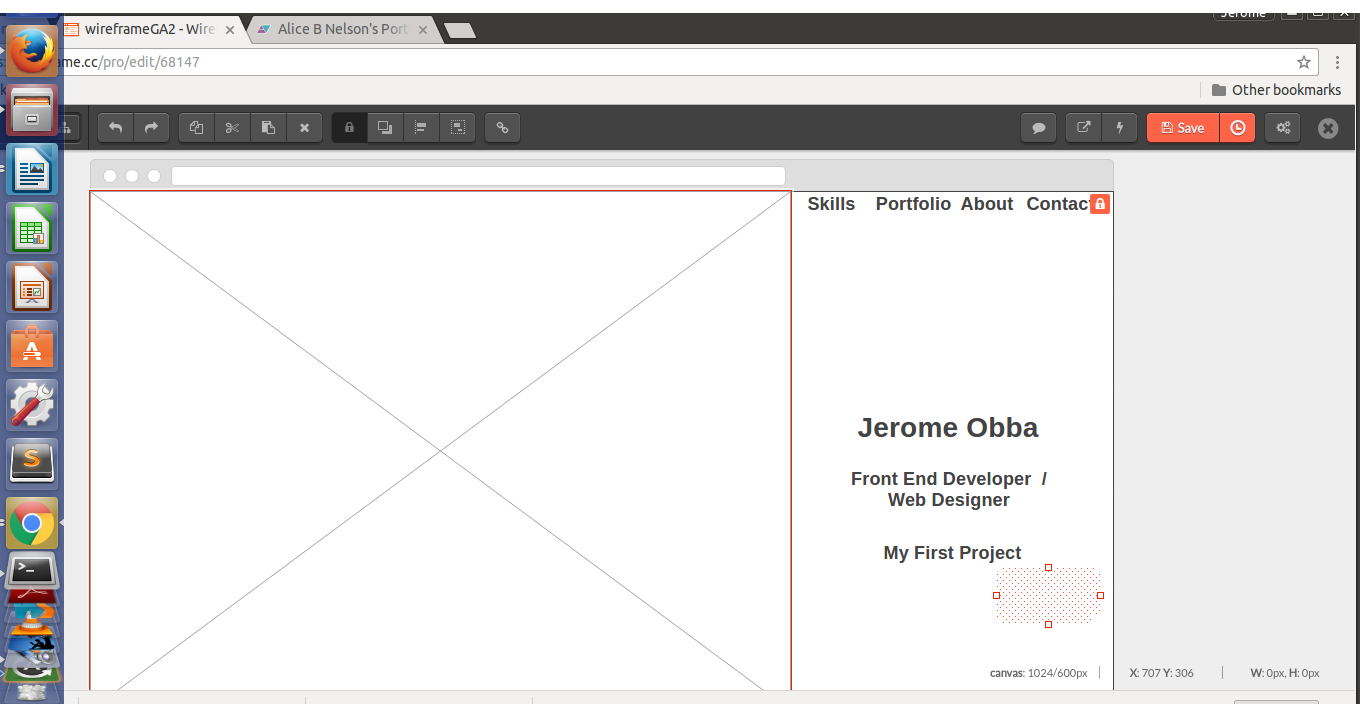 Jerome
wireframeGA2 - Wire
Alice B Nelson's Port
me.cc/pro/edit/68147
Other bookmarks
Save
Skills Portfolio About Contac
Jerome Obba
Front End Developer /
Web Designer
My First Project
canvas: 1024/600px
X: 707 Y: 306
W: 0px, H: 0px